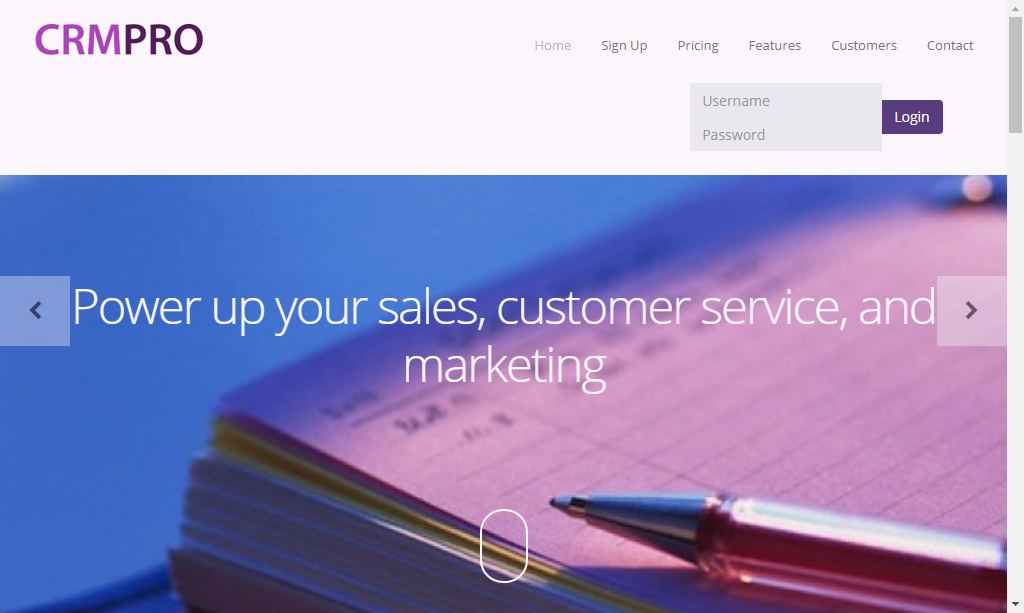 CRMPRO
Home Sign Up Pricing Features Customers Contact
Username
Password
Login
Power up your sales, customer service, and
marketing